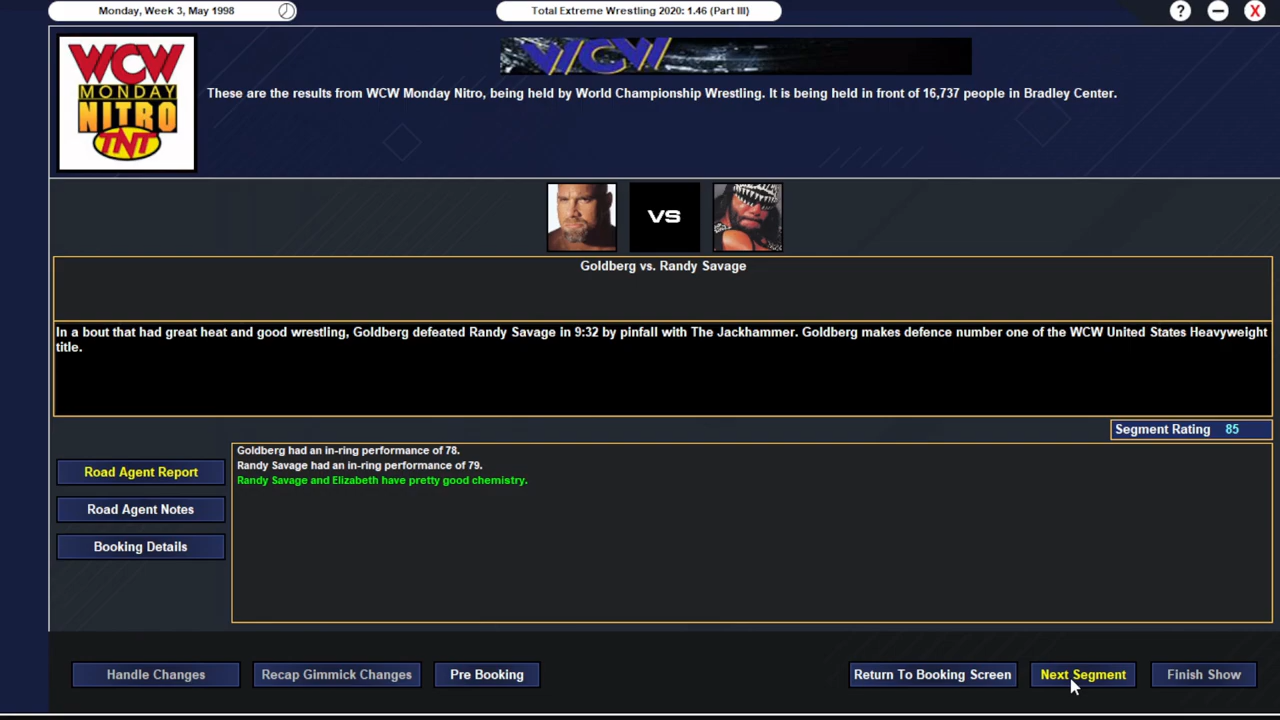 Monday, Week 3, May 1998
Total Extreme Wrestling 2020: 1.46 (Part III)
?
X
WCW
MONDAY
NITRO
TNT
WCW
These are the results from WCW Monday Nitro, being held by World Championship Wrestling. It is being held in front of 16,737 people in Bradley Center.
VS
Goldberg vs. Randy Savage
In a bout that had great heat and good wrestling, Goldberg defeated Randy Savage in 9:32 by pinfall with The Jackhammer. Goldberg makes defence number one of the WCW United States Heavyweight
title.
Segment Rating 85
Road Agent Report
Road Agent Notes
Booking Details
Goldberg had an in-ring performance of 78.
Randy Savage had an in-ring performance of 79.
Randy Savage and Elizabeth have pretty good chemistry.
Handle Changes
Recap Gimmick Changes
Pre Booking
Return To Booking Screen
Next Segment
Finish Show